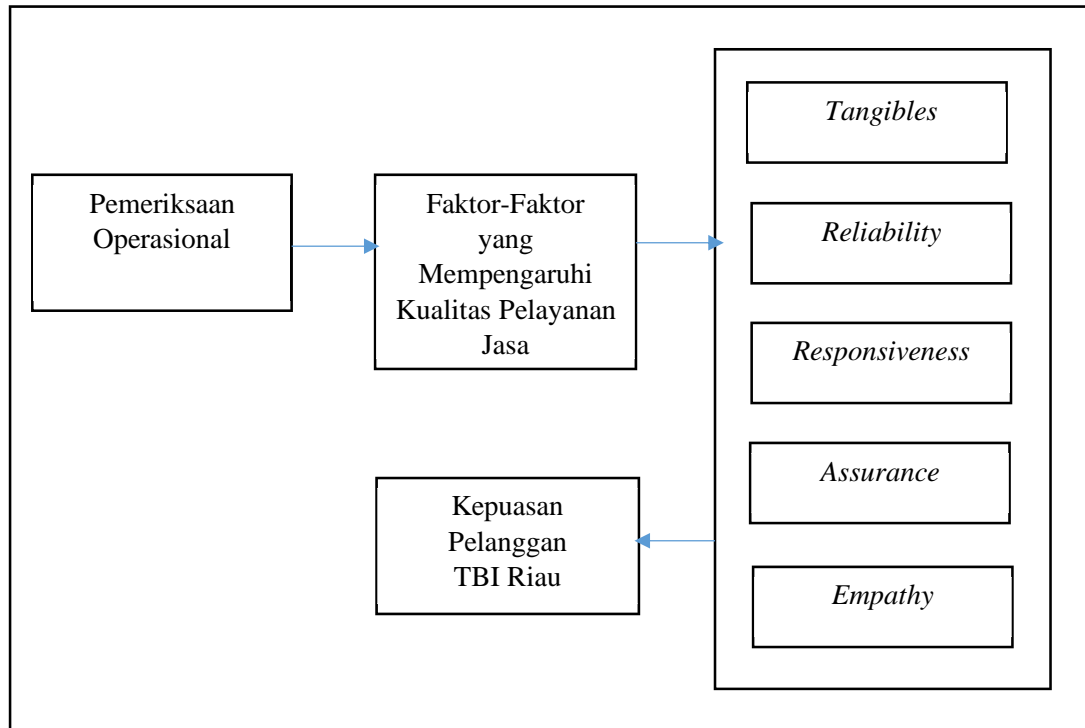 Pemeriksaan
Operasional
Faktor-Faktor
yang
Mempengaruhi
Kualitas Pelayanan
Jasa
Tangibles
Reliability
Responsiveness
Assurance
Empathy
Kepuasan
Pelanggan
TBI Riau